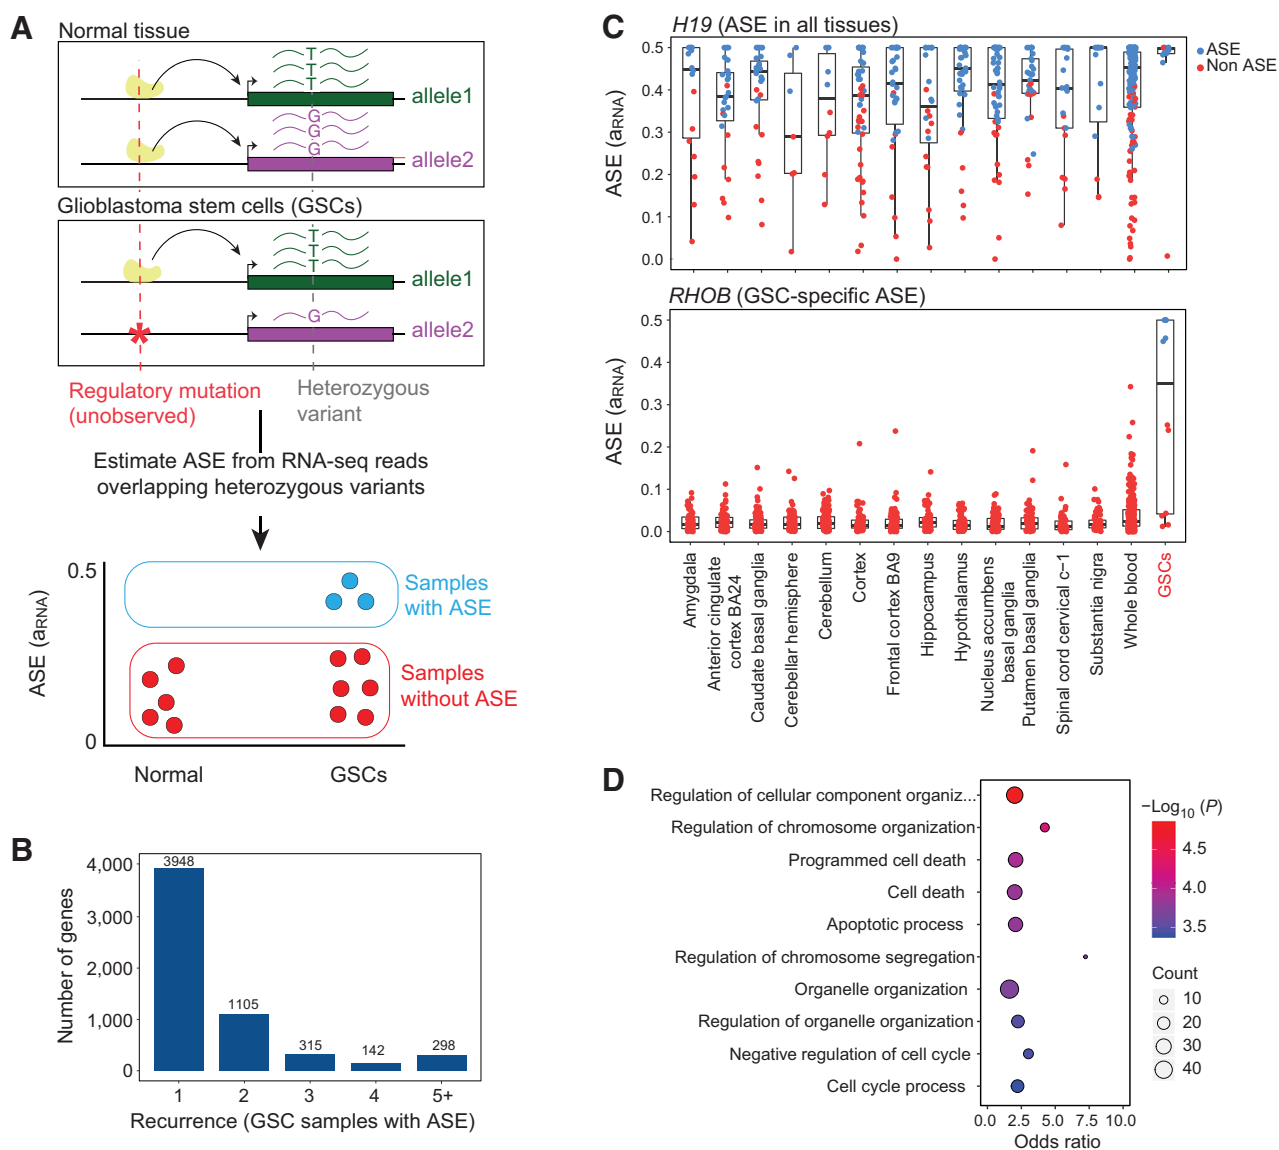 A
Normal tissue
T
T
T
allele1
G
G
G
allele2
Glioblastoma stem cells (GSCs)
T
T
T
allele1
G
allele2
*
Regulatory mutation
(unobserved)
Heterozygous
variant
Estimate ASE from RNA-seq reads
overlapping heterozygous variants
ASE (aRNA)
0.5
0
Samples
with ASE
Samples
without ASE
Normal
GSCs
B
Number of genes
4,000
3,000
2,000
1,000
0
3948
1105
315
142
298
1
2
3
4
5+
Recurrence (GSC samples with ASE)
C
H19 (ASE in all tissues)
ASE (aRNA)
0.5
0.4
0.3
0.2
0.1
0.0
ASE
Non ASE
RHOB (GSC-specific ASE)
ASE (aRNA)
0.5
0.4
0.3
0.2
0.1
0.0
Amygdala
Anterior cingulate
cortex BA24
Caudate basal ganglia
Cerebellar hemisphere
Cerebellum
Cortex
Frontal cortex BA9
Hippocampus
Hypothalamus
Nucleus accumbens
basal ganglia
Putamen basal ganglia
Spinal cord cervical c−1
Substantia nigra
Whole blood
GSCs
D
Regulation of cellular component organiz...
Regulation of chromosome organization
Programmed cell death
Cell death
Apoptotic process
Regulation of chromosome segregation
Organelle organization
Regulation of organelle organization
Negative regulation of cell cycle
Cell cycle process
0.0
2.5
5.0
7.5
10.0
Odds ratio
−Log10 (P)
4.5
4.0
3.5
Count
10
20
30
40